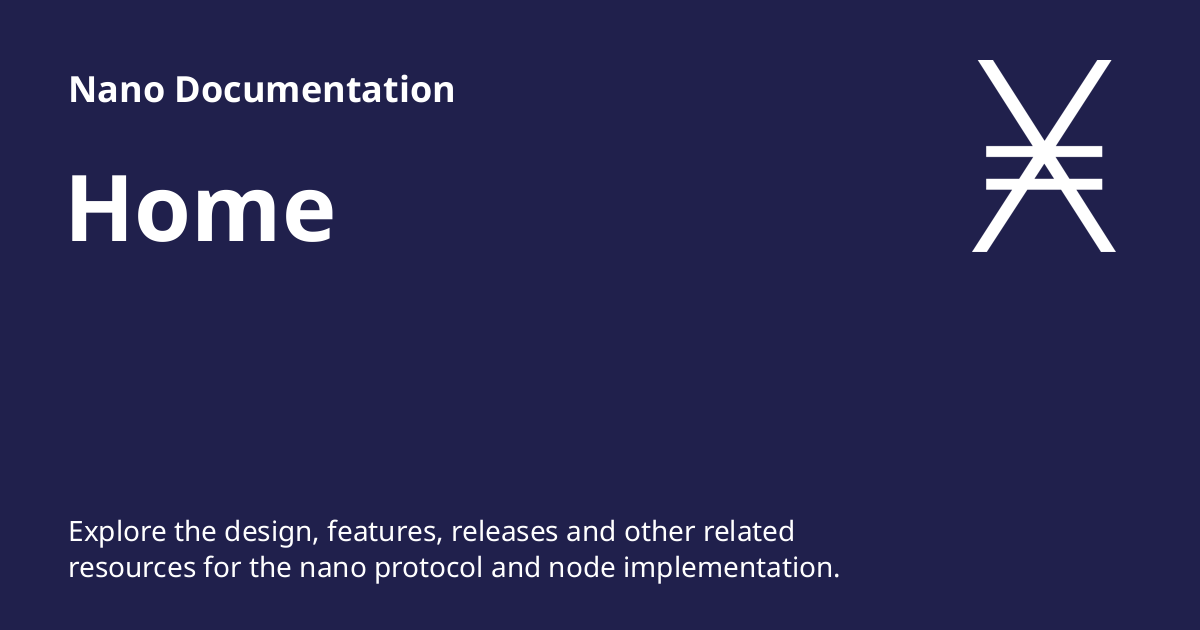 Nano Documentation
Home
Explore the design, features, releases and other related
resources for the nano protocol and node implementation.